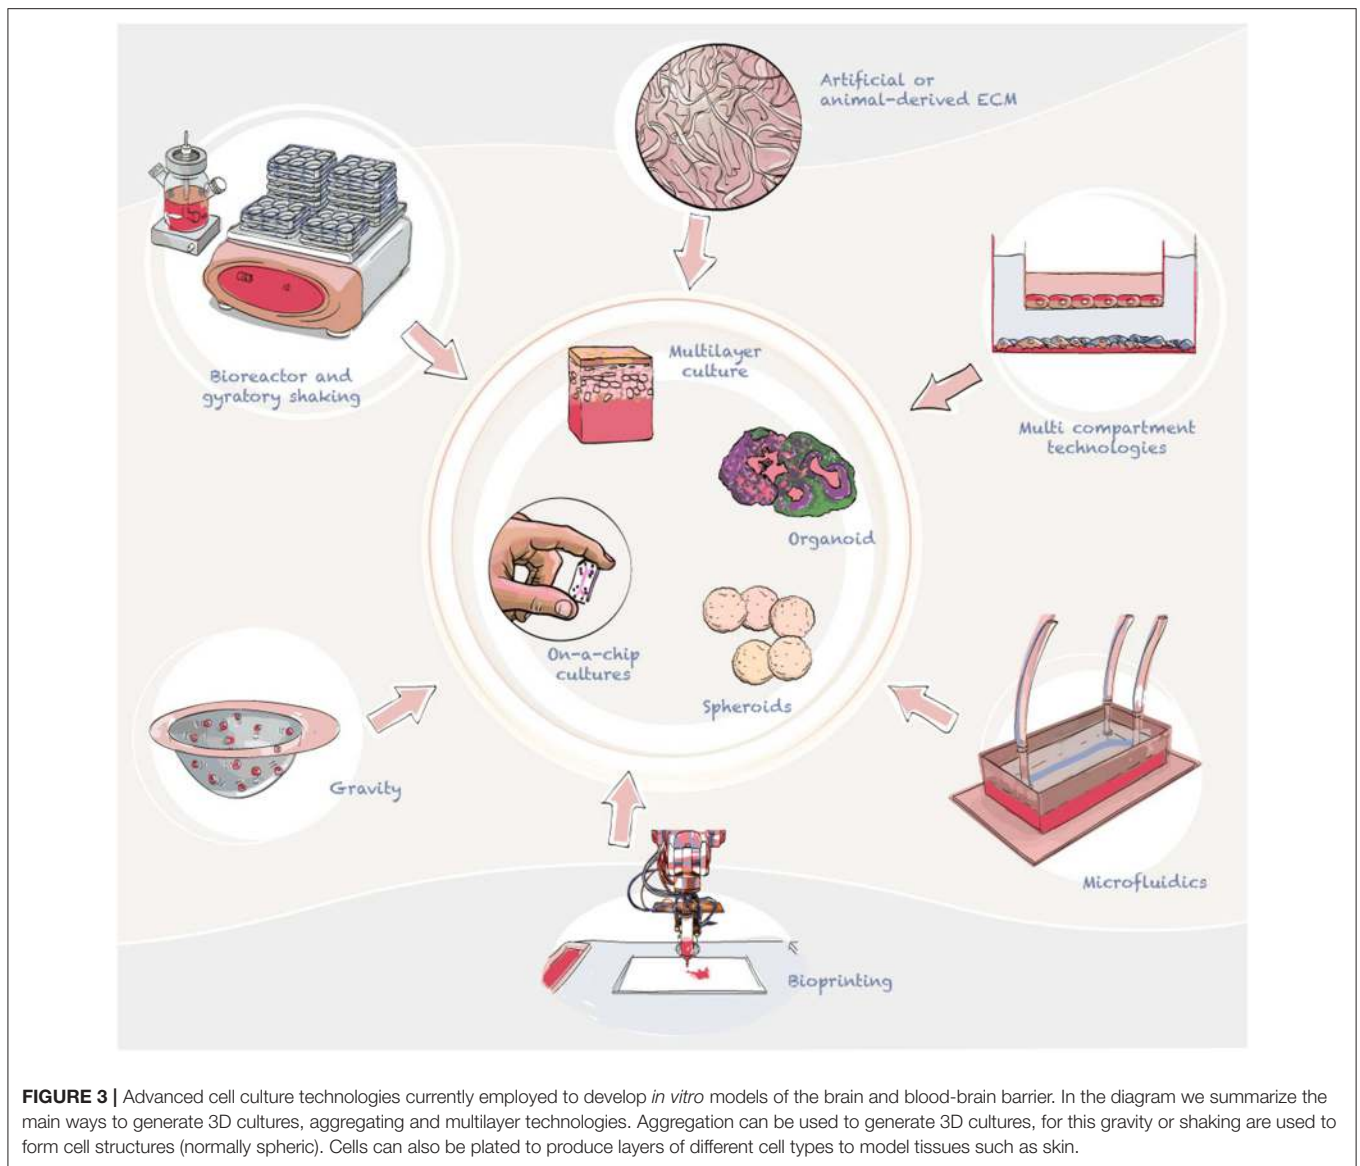 Artificial or
animal-derived ECM
Bioreactor and
gyratory shaking
Multilayer
culture
Multi compartment
technologies
Organoid
On-a-chip
cultures
Spheroids
Gravity
Microfluidics
Bioprinting
FIGURE 3 | Advanced cell culture technologies currently employed to develop in vitro models of the brain and blood-brain barrier. In the diagram we summarize the
main ways to generate 3D cultures, aggregating and multilayer technologies. Aggregation can be used to generate 3D cultures, for this gravity or shaking are used to
form cell structures (normally spheric). Cells can also be plated to produce layers of different cell types to model tissues such as skin.